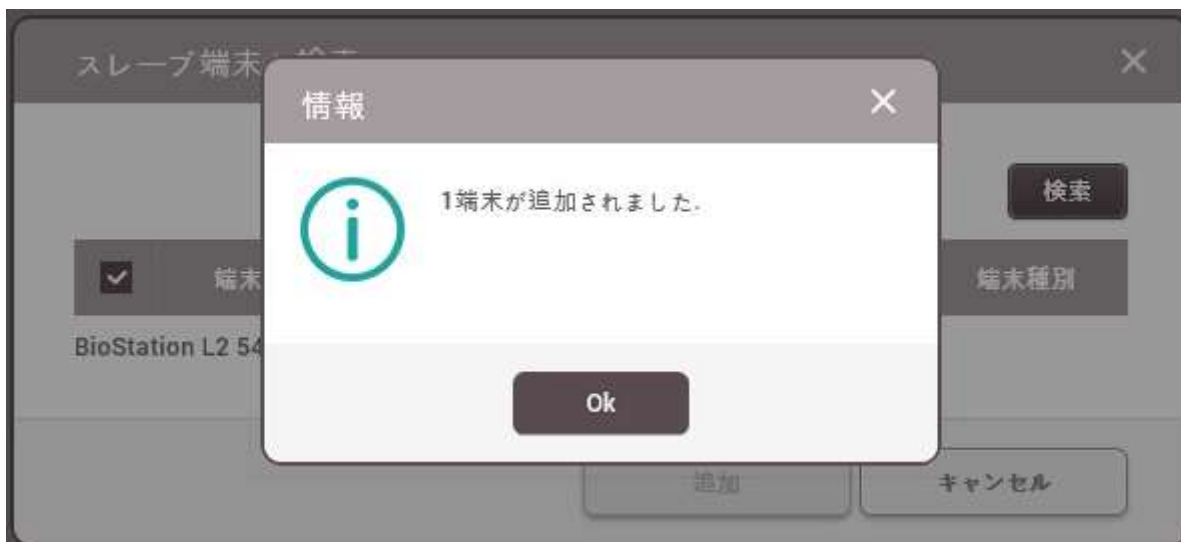 スレーブ端末
情報
1端末が追加されました.
検索
端末種別
BioStation L2 54
Ok
追加
キャンセル